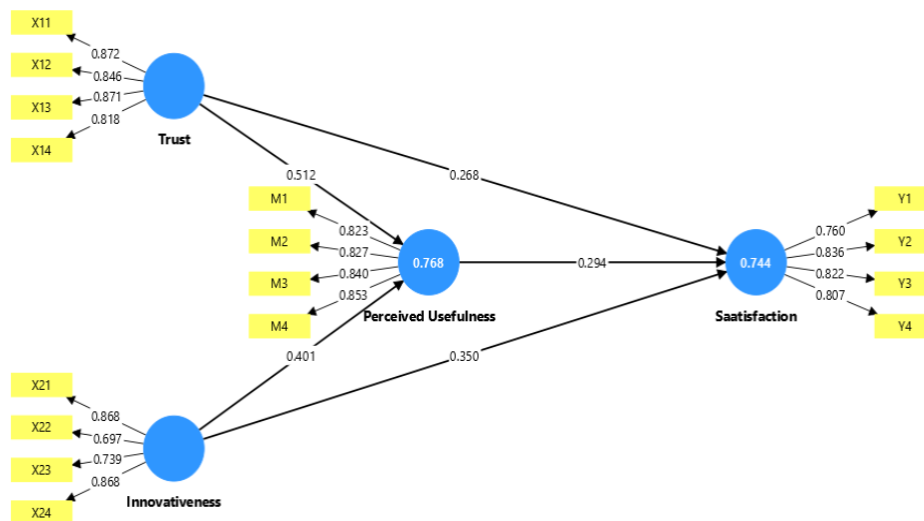 X11
0.872
X12
0.846
X13
0.871
X14
0.818
Trust
0.512
0.268
M1
0.823
M2
0.827
M3
0.840
M4
0.853
0.768
Perceived Usefulness
0.294
0.744
Saatisfaction
Y1
0.760
Y2
0.836
Y3
0.822
Y4
0.807
0.401
0.350
X21
0.868
X22
0.697
X23
0.739
X24
0.868
Innovativeness